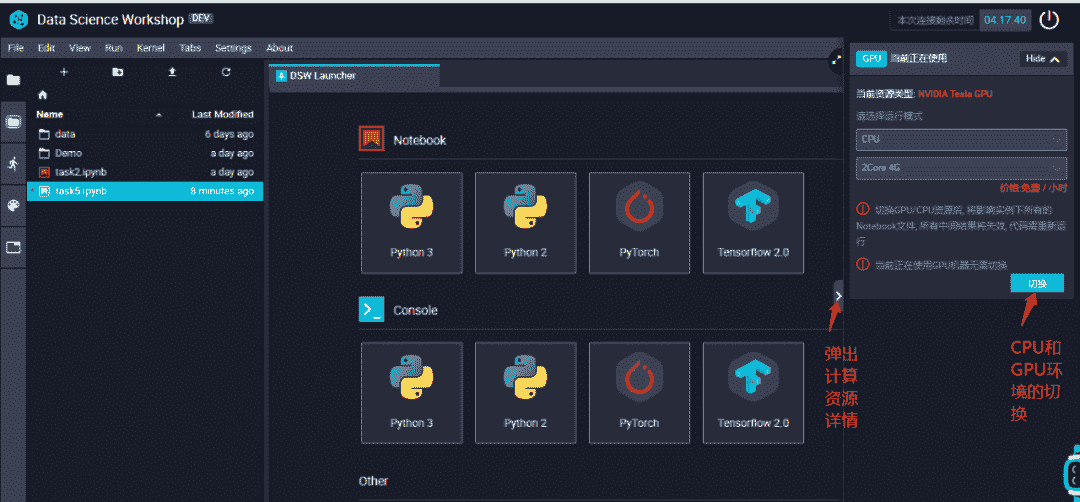 Data Science Workshop DEV
本次连接剩余时间 04.17.40
File Edit View Run Kernel Tabs Settings About
DSW Launcher
Name Last Modified
data 6 days ago
Demo a day ago
task2.ipynb a day ago
task5.ipynb 8 minutes ago
Notebook
Python 3
Python 2
PyTorch
Tensorflow 2.0
Console
Python 3
Python 2
PyTorch
Tensorflow 2.0
Other
GPU 当前正在使用 Hide
当前资源类型: NVIDIA Tesla GPU
请选择运行模式
CPU
2Core 4G
价格:免费 / 小时
切换GPU/CPU资源后, 将影响实例下所有的
Notebook文件, 所有中间结果将失效, 代码需重新运
行
当前正在使用GPU机器无需切换
切换
弹出
计算
资源
详情
CPU和
GPU环
境的切
换